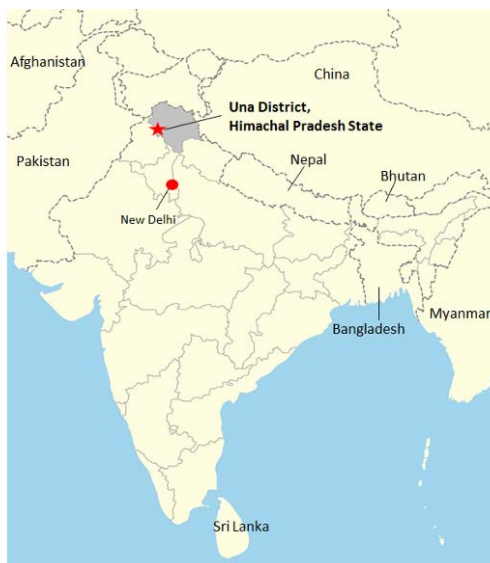 Afghanistan
China
Una District,
Himachal Pradesh State
Pakistan
Nepal
Bhutan
New Delhi
Myanmar
Bangladesh
Sri Lanka